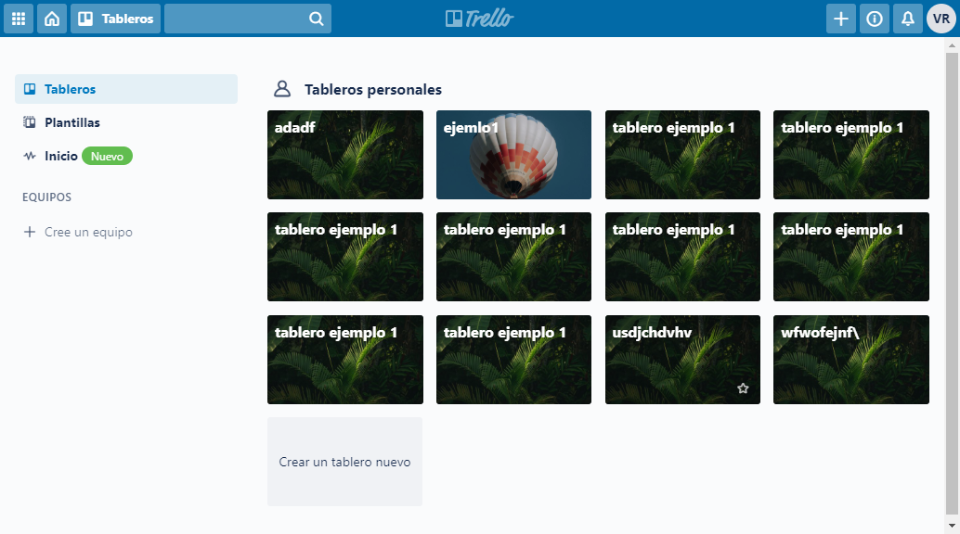 Tableros
Trello
VR
Tableros
Plantillas
Inicio Nuevo
EQUIPOS
Cree un equipo
Tableros personales
adadf
ejemlo1
tablero ejemplo 1
tablero ejemplo 1
tablero ejemplo 1
tablero ejemplo 1
tablero ejemplo 1
tablero ejemplo 1
tablero ejemplo 1
tablero ejemplo 1
usdjchdvhv
wfwofejnf\
Crear un tablero nuevo